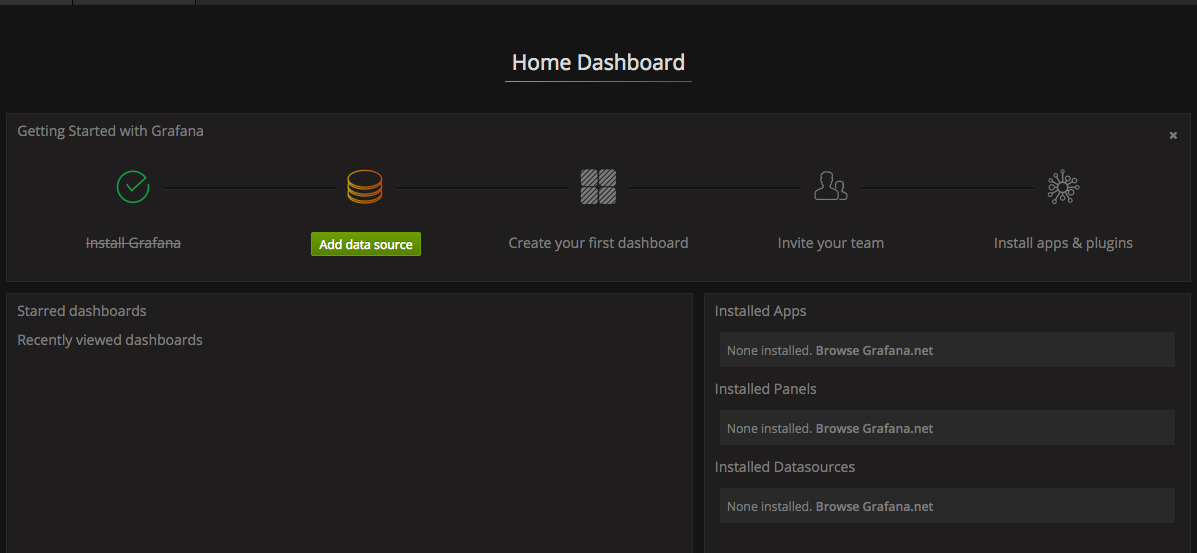 Home Dashboard
Getting Started with Grafana
Install Grafana
Add data source
Create your first dashboard
Invite your team
Install apps & plugins
Starred dashboards
Recently viewed dashboards
Installed Apps
None installed. Browse Grafana.net
Installed Panels
None installed. Browse Grafana.net
Installed Datasources
None installed. Browse Grafana.net